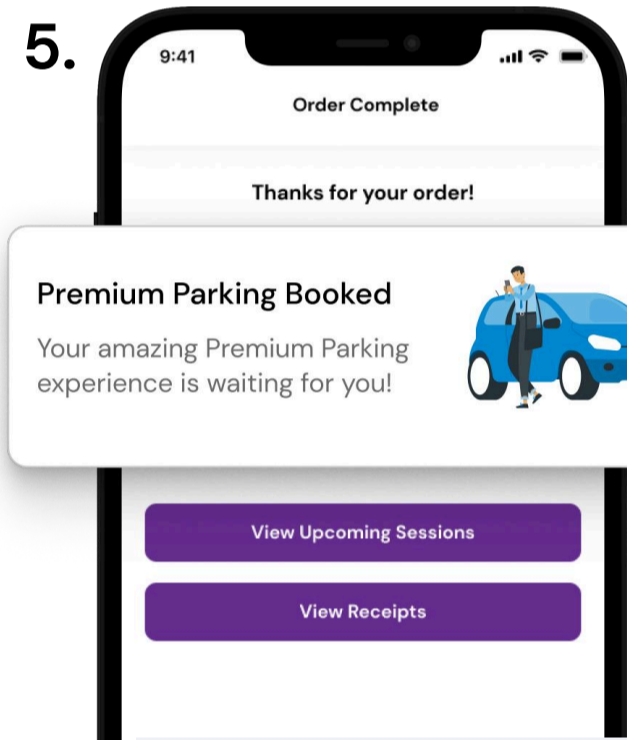 5.
9:41
Order Complete
Thanks for your order!
Premium Parking Booked
Your amazing Premium Parking
experience is waiting for you!
View Upcoming Sessions
View Receipts